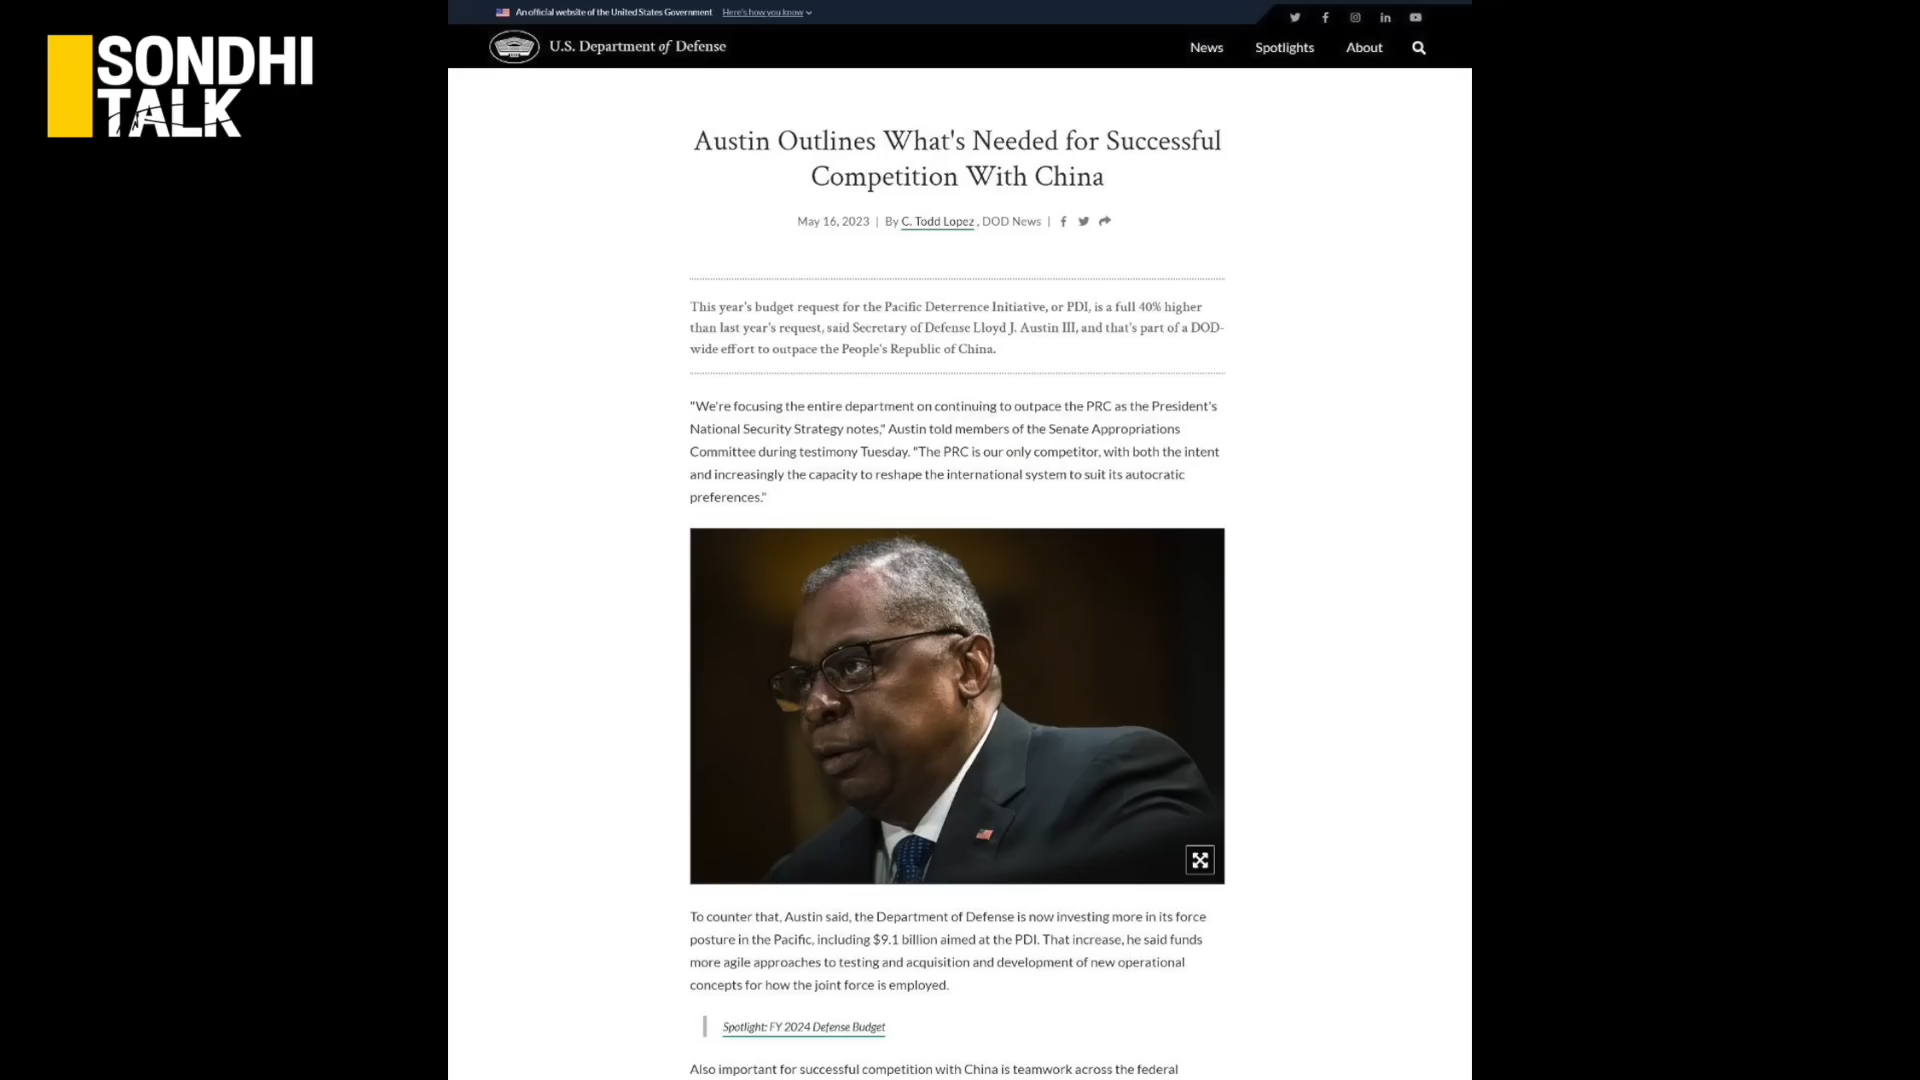 SONDHI
TALK
An official website of the United States Government Here's how you know
U.S. Department of Defense
News Spotlights About
Austin Outlines What's Needed for Successful
Competition With China
May 16, 2023 | By C. Todd Lopez , DOD News |
This year's budget request for the Pacific Deterrence Initiative, or PDI, is a full 40% higher
than last year's request, said Secretary of Defense Lloyd J. Austin III, and that's part of a DOD-
wide effort to outpace the People's Republic of China.
"We're focusing the entire department on continuing to outpace the PRC as the President's
National Security Strategy notes," Austin told members of the Senate Appropriations
Committee during testimony Tuesday. "The PRC is our only competitor, with both the intent
and increasingly the capacity to reshape the international system to suit its autocratic
preferences."
To counter that, Austin said, the Department of Defense is now investing more in its force
posture in the Pacific, including $9.1 billion aimed at the PDI. That increase, he said funds
more agile approaches to testing and acquisition and development of new operational
concepts for how the joint force is employed.
Spotlight: FY 2024 Defense Budget
Also important for successful competition with China is teamwork across the federal